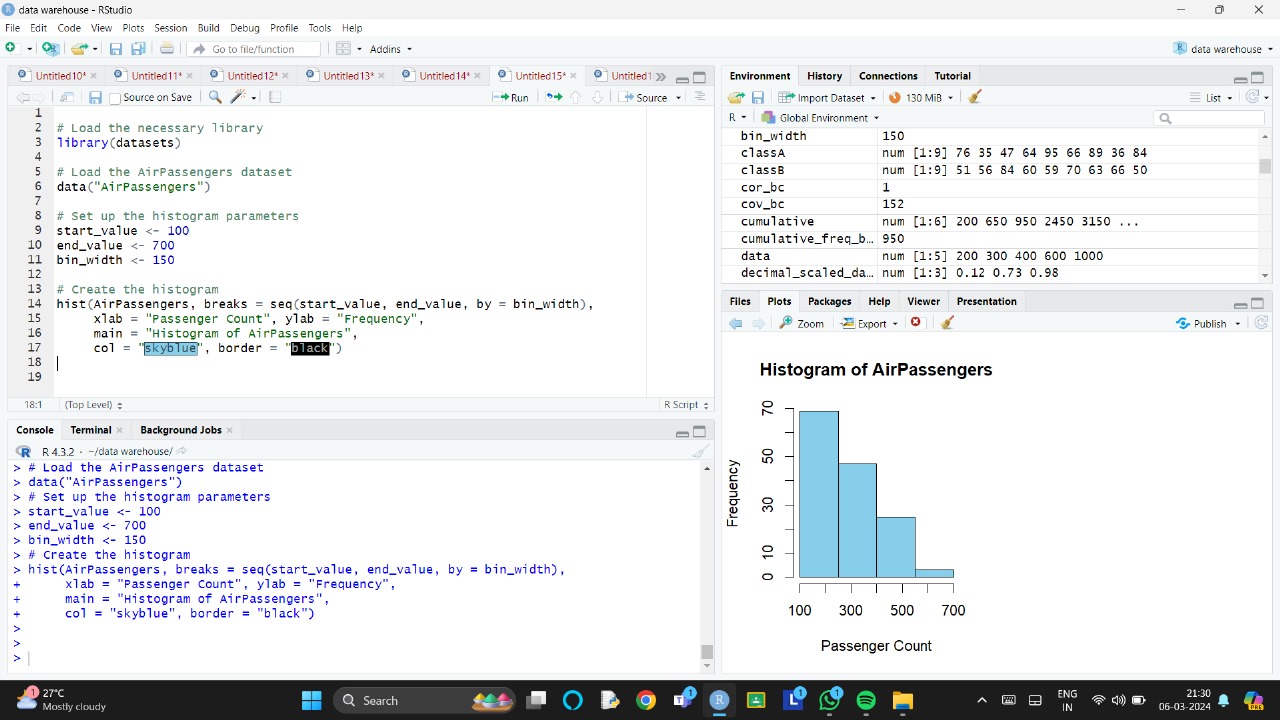 data warehouse - RStudio
File Edit Code View Plots Session Build Debug Profile Tools Help
Go to file/function Addins data warehouse
Untitled10* Untitled11* Untitled12* Untitled13* Untitled14* Untitled15* Untitled1
Source on Save Run Source
1
2 # Load the necessary library
3 library(datasets)
4
5 # Load the AirPassengers dataset
6 data("AirPassengers")
7
8 # Set up the histogram parameters
9 start_value <- 100
10 end_value <- 700
11 bin_width <- 150
12
13 # Create the histogram
14 hist(AirPassengers, breaks = seq(start_value, end_value, by = bin_width),
15 xlab = "Passenger Count", ylab = "Frequency",
16 main = "Histogram of AirPassengers",
17 col = "skyblue", border = "black")
18
19
18:1 (Top Level) R Script
Console Terminal Background Jobs
R 4.3.2 · ~/data warehouse/
> # Load the AirPassengers dataset
> data("AirPassengers")
> # Set up the histogram parameters
> start_value <- 100
> end_value <- 700
> bin_width <- 150
> # Create the histogram
> hist(AirPassengers, breaks = seq(start_value, end_value, by = bin_width),
+ xlab = "Passenger Count", ylab = "Frequency",
+ main = "Histogram of AirPassengers",
+ col = "skyblue", border = "black")
>
>
>
Environment History Connections Tutorial
Import Dataset 130 MiB List
R Global Environment
bin_width 150
classA num [1:9] 76 35 47 64 95 66 89 36 84
classB num [1:9] 51 56 84 60 59 70 63 66 50
cor_bc 1
cov_bc 152
cumulative num [1:6] 200 650 950 2450 3150 ...
cumulative_freq_b... 950
data num [1:5] 200 300 400 600 1000
decimal_scaled_da... num [1:3] 0.12 0.73 0.98
Files Plots Packages Help Viewer Presentation
Zoom Export Publish
Histogram of AirPassengers
Frequency
70
50
30
10
0
100 300 500 700
Passenger Count
1 27°C
Mostly cloudy
Search
1 1 1
ENG
IN
21:30
06-03-2024
PRE